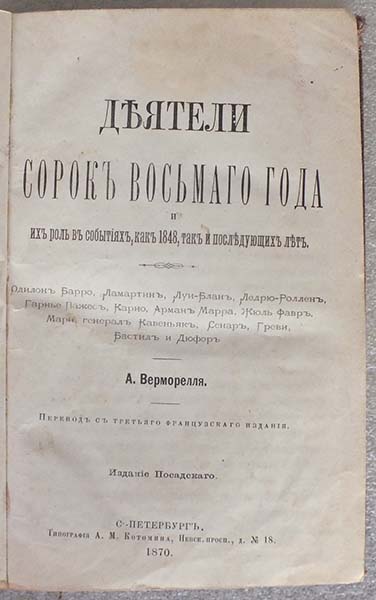 ДѢЯТЕЛИ
СОРОКЪ ВОСЬМАГО ГОДА
И
ИХЪ РОЛЬ ВЪ СОБЫТІЯХЪ, КАКЪ 1848, ТАКЪ И ПОСЛѢДУЮЩИХЪ ЛѢТЪ.
Одилонъ Барро, Ламартинъ, Луи-Бланъ, Ледрю-Ролленъ,
Гарнье Пажесъ, Карно, Арманъ Марра, Жюль Фавръ,
Мари, генералъ Кавеньякъ, Сенаръ, Греви,
Бастид и Дюфоръ
А. Верморелля.
Переводъ съ третьяго французскаго изданія.
Изданіе Посадскаго.
С.-ПЕТЕРБУРГЪ.
Типографія А. М. Котомина, Невск. просп., д. № 18.
1870.